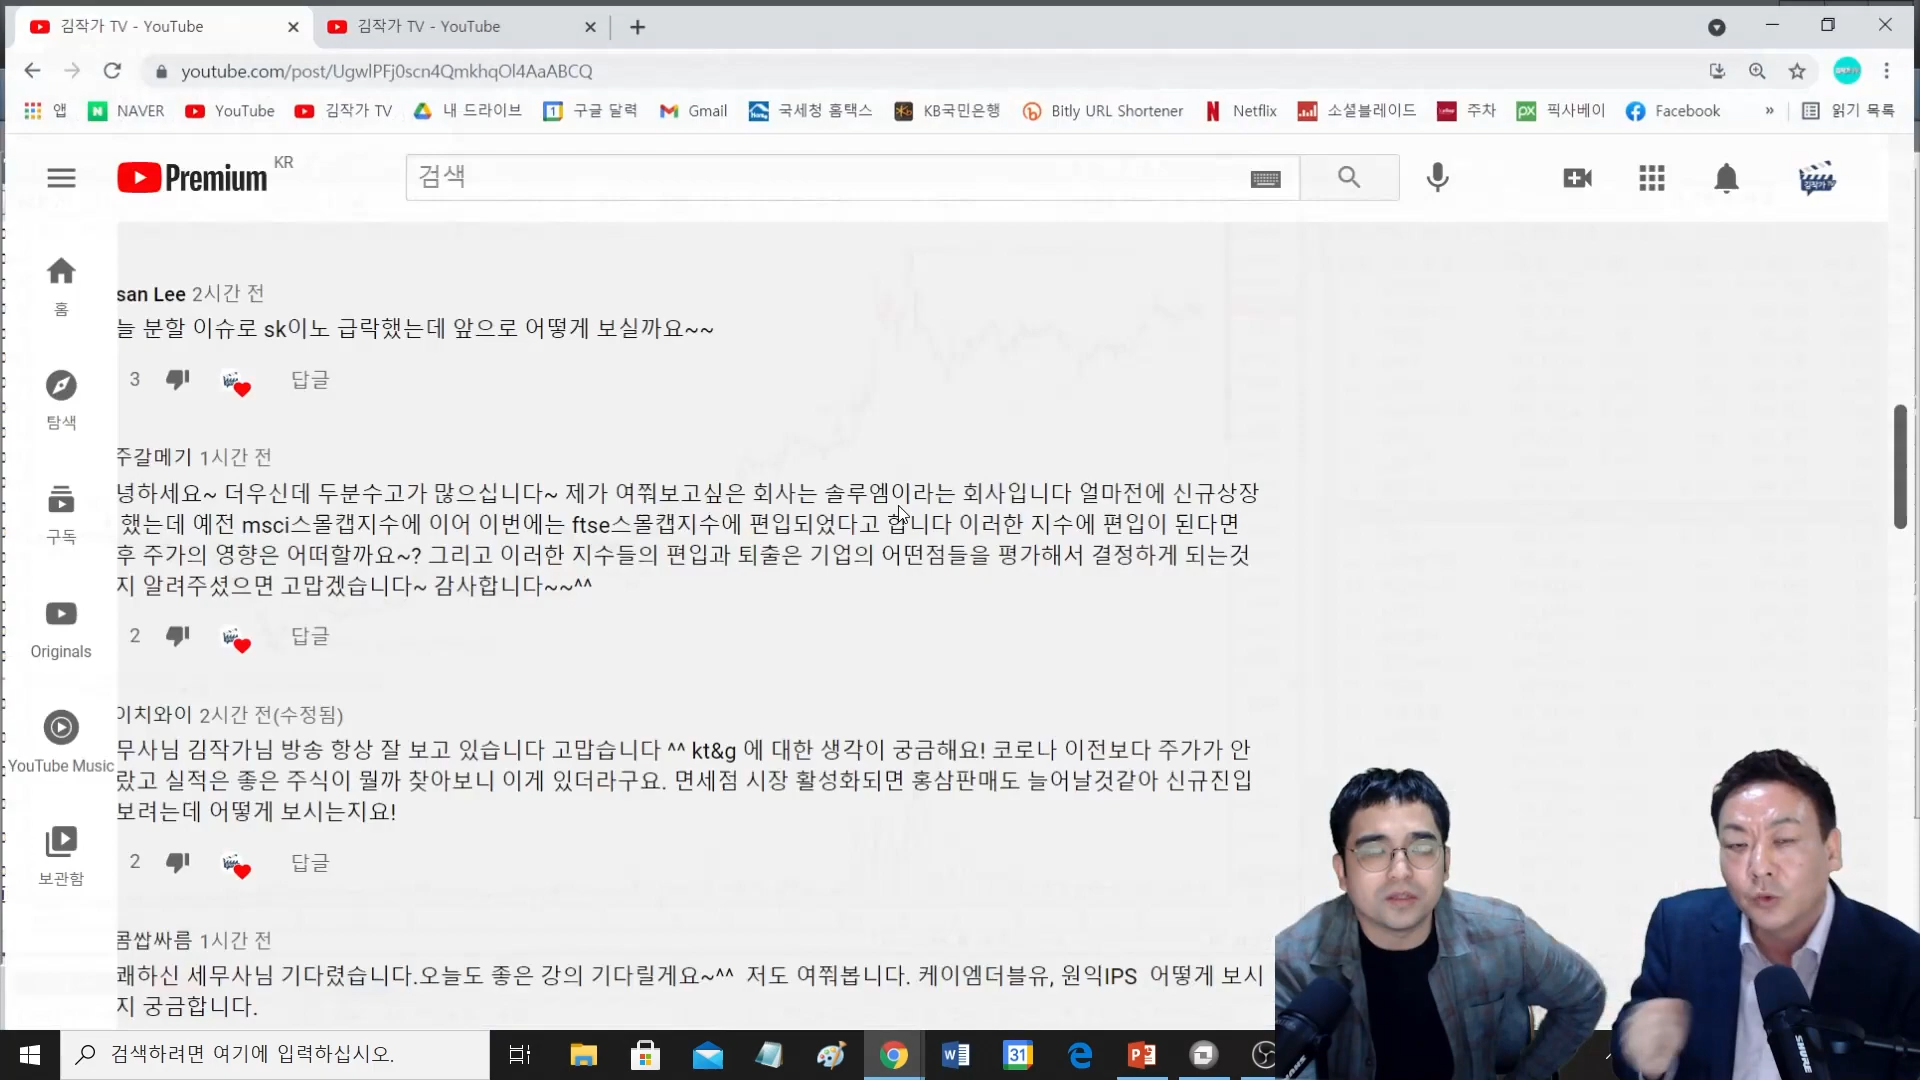 김작가 TV - YouTube
김작가 TV - YouTube
youtube.com/post/UgwlPFj0scn4QmkhqOl4AaABCQ
앱 NAVER YouTube 김작가 TV 내 드라이브 구글 달력 Gmail 국세청 홈택스 KB국민은행 Bitly URL Shortener Netflix 소셜블레이드 주차 픽사베이 Facebook » 읽기 목록
Premium KR
검색
홈
탐색
구독
Originals
YouTube Music
보관함
san Lee 2시간 전
늘 분할 이슈로 sk이노 급락했는데 앞으로 어떻게 보실까요~~
3 답글
주갈메기 1시간 전
녕하세요~ 더우신데 두분수고가 많으십니다~ 제가 여쭤보고싶은 회사는 솔루엠이라는 회사입니다 얼마전에 신규상장
했는데 예전 msci스몰캡지수에 이어 이번에는 ftse스몰캡지수에 편입되었다고 합니다 이러한 지수에 편입이 된다면
후 주가의 영향은 어떠할까요~? 그리고 이러한 지수들의 편입과 퇴출은 기업의 어떤점들을 평가해서 결정하게 되는것
지 알려주셨으면 고맙겠습니다~ 감사합니다~~^^
2 답글
이치와이 2시간 전(수정됨)
무사님 김작가님 방송 항상 잘 보고 있습니다 고맙습니다 ^^ kt&g 에 대한 생각이 궁금해요! 코로나 이전보다 주가가 안
랐고 실적은 좋은 주식이 뭘까 찾아보니 이게 있더라구요. 면세점 시장 활성화되면 홍삼판매도 늘어날것같아 신규진입
보려는데 어떻게 보시는지요!
2 답글
콤쌉싸름 1시간 전
쾌하신 세무사님 기다렸습니다.오늘도 좋은 강의 기다릴게요~^^ 저도 여쭤봅니다. 케이엠더블유, 원익IPS 어떻게 보시
지 궁금합니다.
검색하려면 여기에 입력하십시오.
31
SHURE